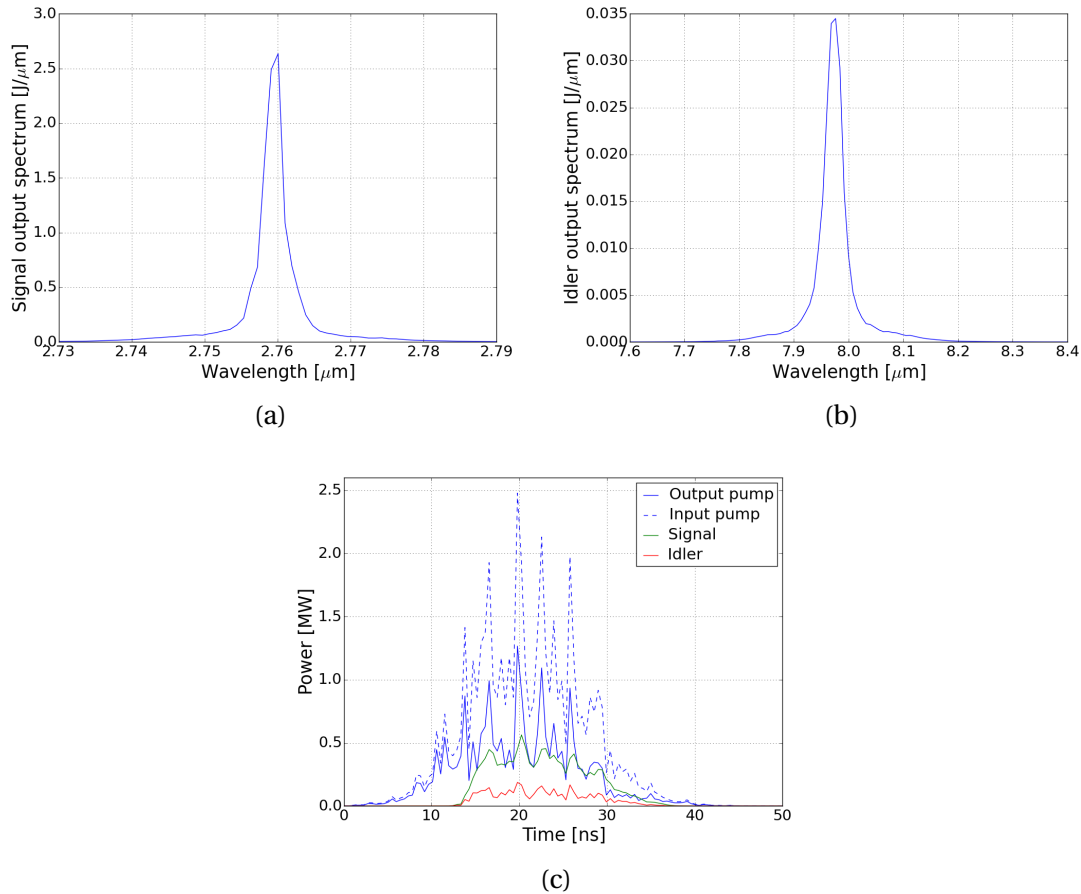 Signal output spectrum [J/μm]
3.0
2.5
2.0
1.5
1.0
0.5
0.0
2.73 2.74 2.75 2.76 2.77 2.78 2.79
Wavelength [μm]
(a)
Idler output spectrum [J/μm]
0.035
0.030
0.025
0.020
0.015
0.010
0.005
0.000
7.6 7.7 7.8 7.9 8.0 8.1 8.2 8.3 8.4
Wavelength [μm]
(b)
Power [MW]
2.5
2.0
1.5
1.0
0.5
0.0
Output pump
Input pump
Signal
Idler
0 10 20 30 40 50
Time [ns]
(c)